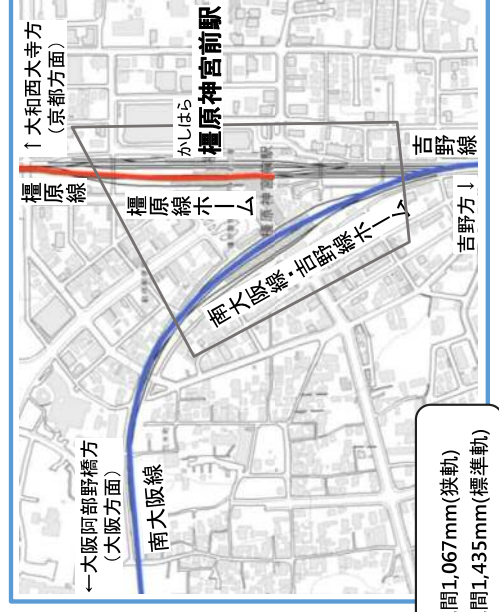 ↑大和西大寺方
(京都方面)
かしはら
橿原神宮前駅
橿原線
橿原線ホーム
吉野線
吉野方↓
南大阪線・吉野線ホーム
←大阪阿部野橋方
(大阪方面)
南大阪線
間1,067mm(狭軌)
間1,435mm(標準軌)